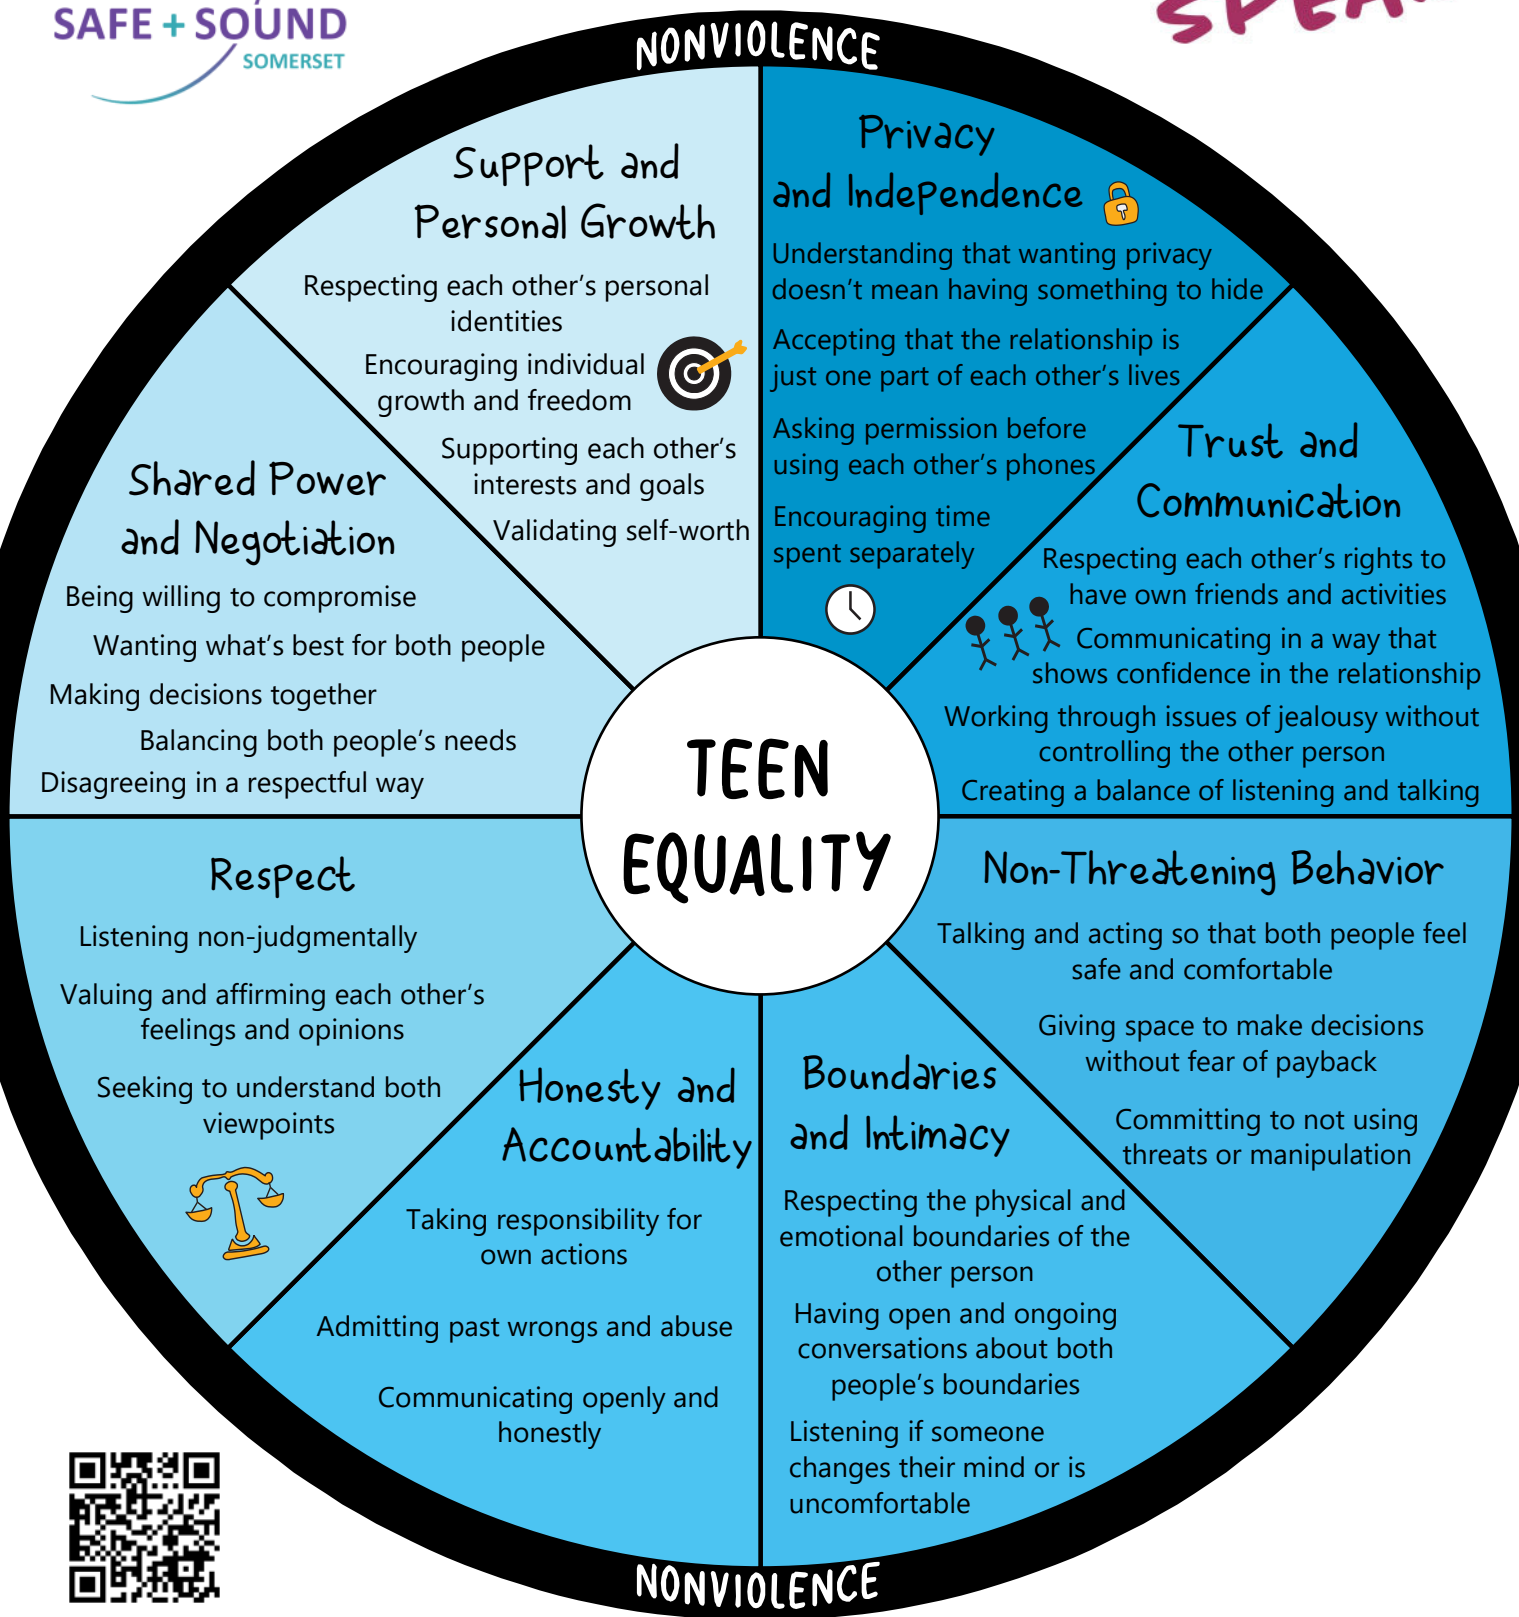 SAFE + SOUND
SOMERSET
NONVIOLENCE
Support and
Personal Growth
Respecting each other's personal
identities
Encouraging individual
growth and freedom
Supporting each other's
interests and goals
Validating self-worth
Privacy
and Independence
Understanding that wanting privacy
doesn't mean having something to hide
Accepting that the relationship is
just one part of each other's lives
Asking permission before
using each other's phones
Encouraging time
spent separately
Trust and
Communication
Respecting each other's rights to
have own friends and activities
Communicating in a way that
shows confidence in the relationship
Working through issues of jealousy without
controlling the other person
Creating a balance of listening and talking
Shared Power
and Negotiation
Being willing to compromise
Wanting what's best for both people
Making decisions together
Balancing both people's needs
Disagreeing in a respectful way
TEEN
EQUALITY
Respect
Listening non-judgmentally
Valuing and affirming each other's
feelings and opinions
Seeking to understand both
viewpoints
Non-Threatening Behavior
Talking and acting so that both people feel
safe and comfortable
Giving space to make decisions
without fear of payback
Committing to not using
threats or manipulation
Honesty and
Accountability
Taking responsibility for
own actions
Admitting past wrongs and abuse
Communicating openly and
honestly
Boundaries
and Intimacy
Respecting the physical and
emotional boundaries of the
other person
Having open and ongoing
conversations about both
people's boundaries
Listening if someone
changes their mind or is
uncomfortable
NONVIOLENCE